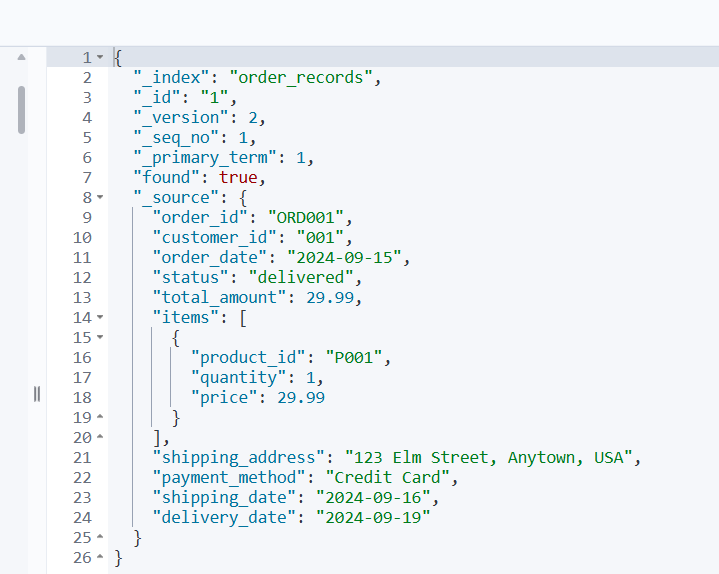 1 {
2 "_index": "order_records",
3 "_id": "1",
4 "_version": 2,
5 "_seq_no": 1,
6 "_primary_term": 1,
7 "found": true,
8 "_source": {
9 "order_id": "ORD001",
10 "customer_id": "001",
11 "order_date": "2024-09-15",
12 "status": "delivered",
13 "total_amount": 29.99,
14 "items": [
15 {
16 "product_id": "P001",
17 "quantity": 1,
18 "price": 29.99
19 }
20 ],
21 "shipping_address": "123 Elm Street, Anytown, USA",
22 "payment_method": "Credit Card",
23 "shipping_date": "2024-09-16",
24 "delivery_date": "2024-09-19"
25 }
26 }